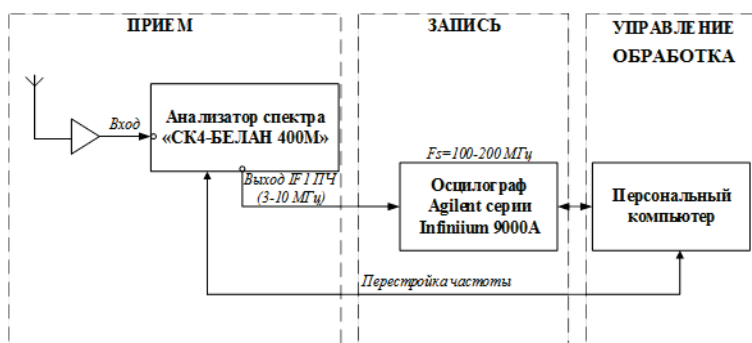 ПРИЕМ
ЗАПИСЬ
УПРАВЛЕНИЕ
ОБРАБОТКА
Вход
Анализатор спектра
«СК4-БЕЛАН 400М»
Выход IF1 ПЧ
(3-10 МГц)
Fs=100-200 МГц
Осцилограф
Agilent серии
Infiniium 9000A
Персональный
компьютер
Перестройка частоты